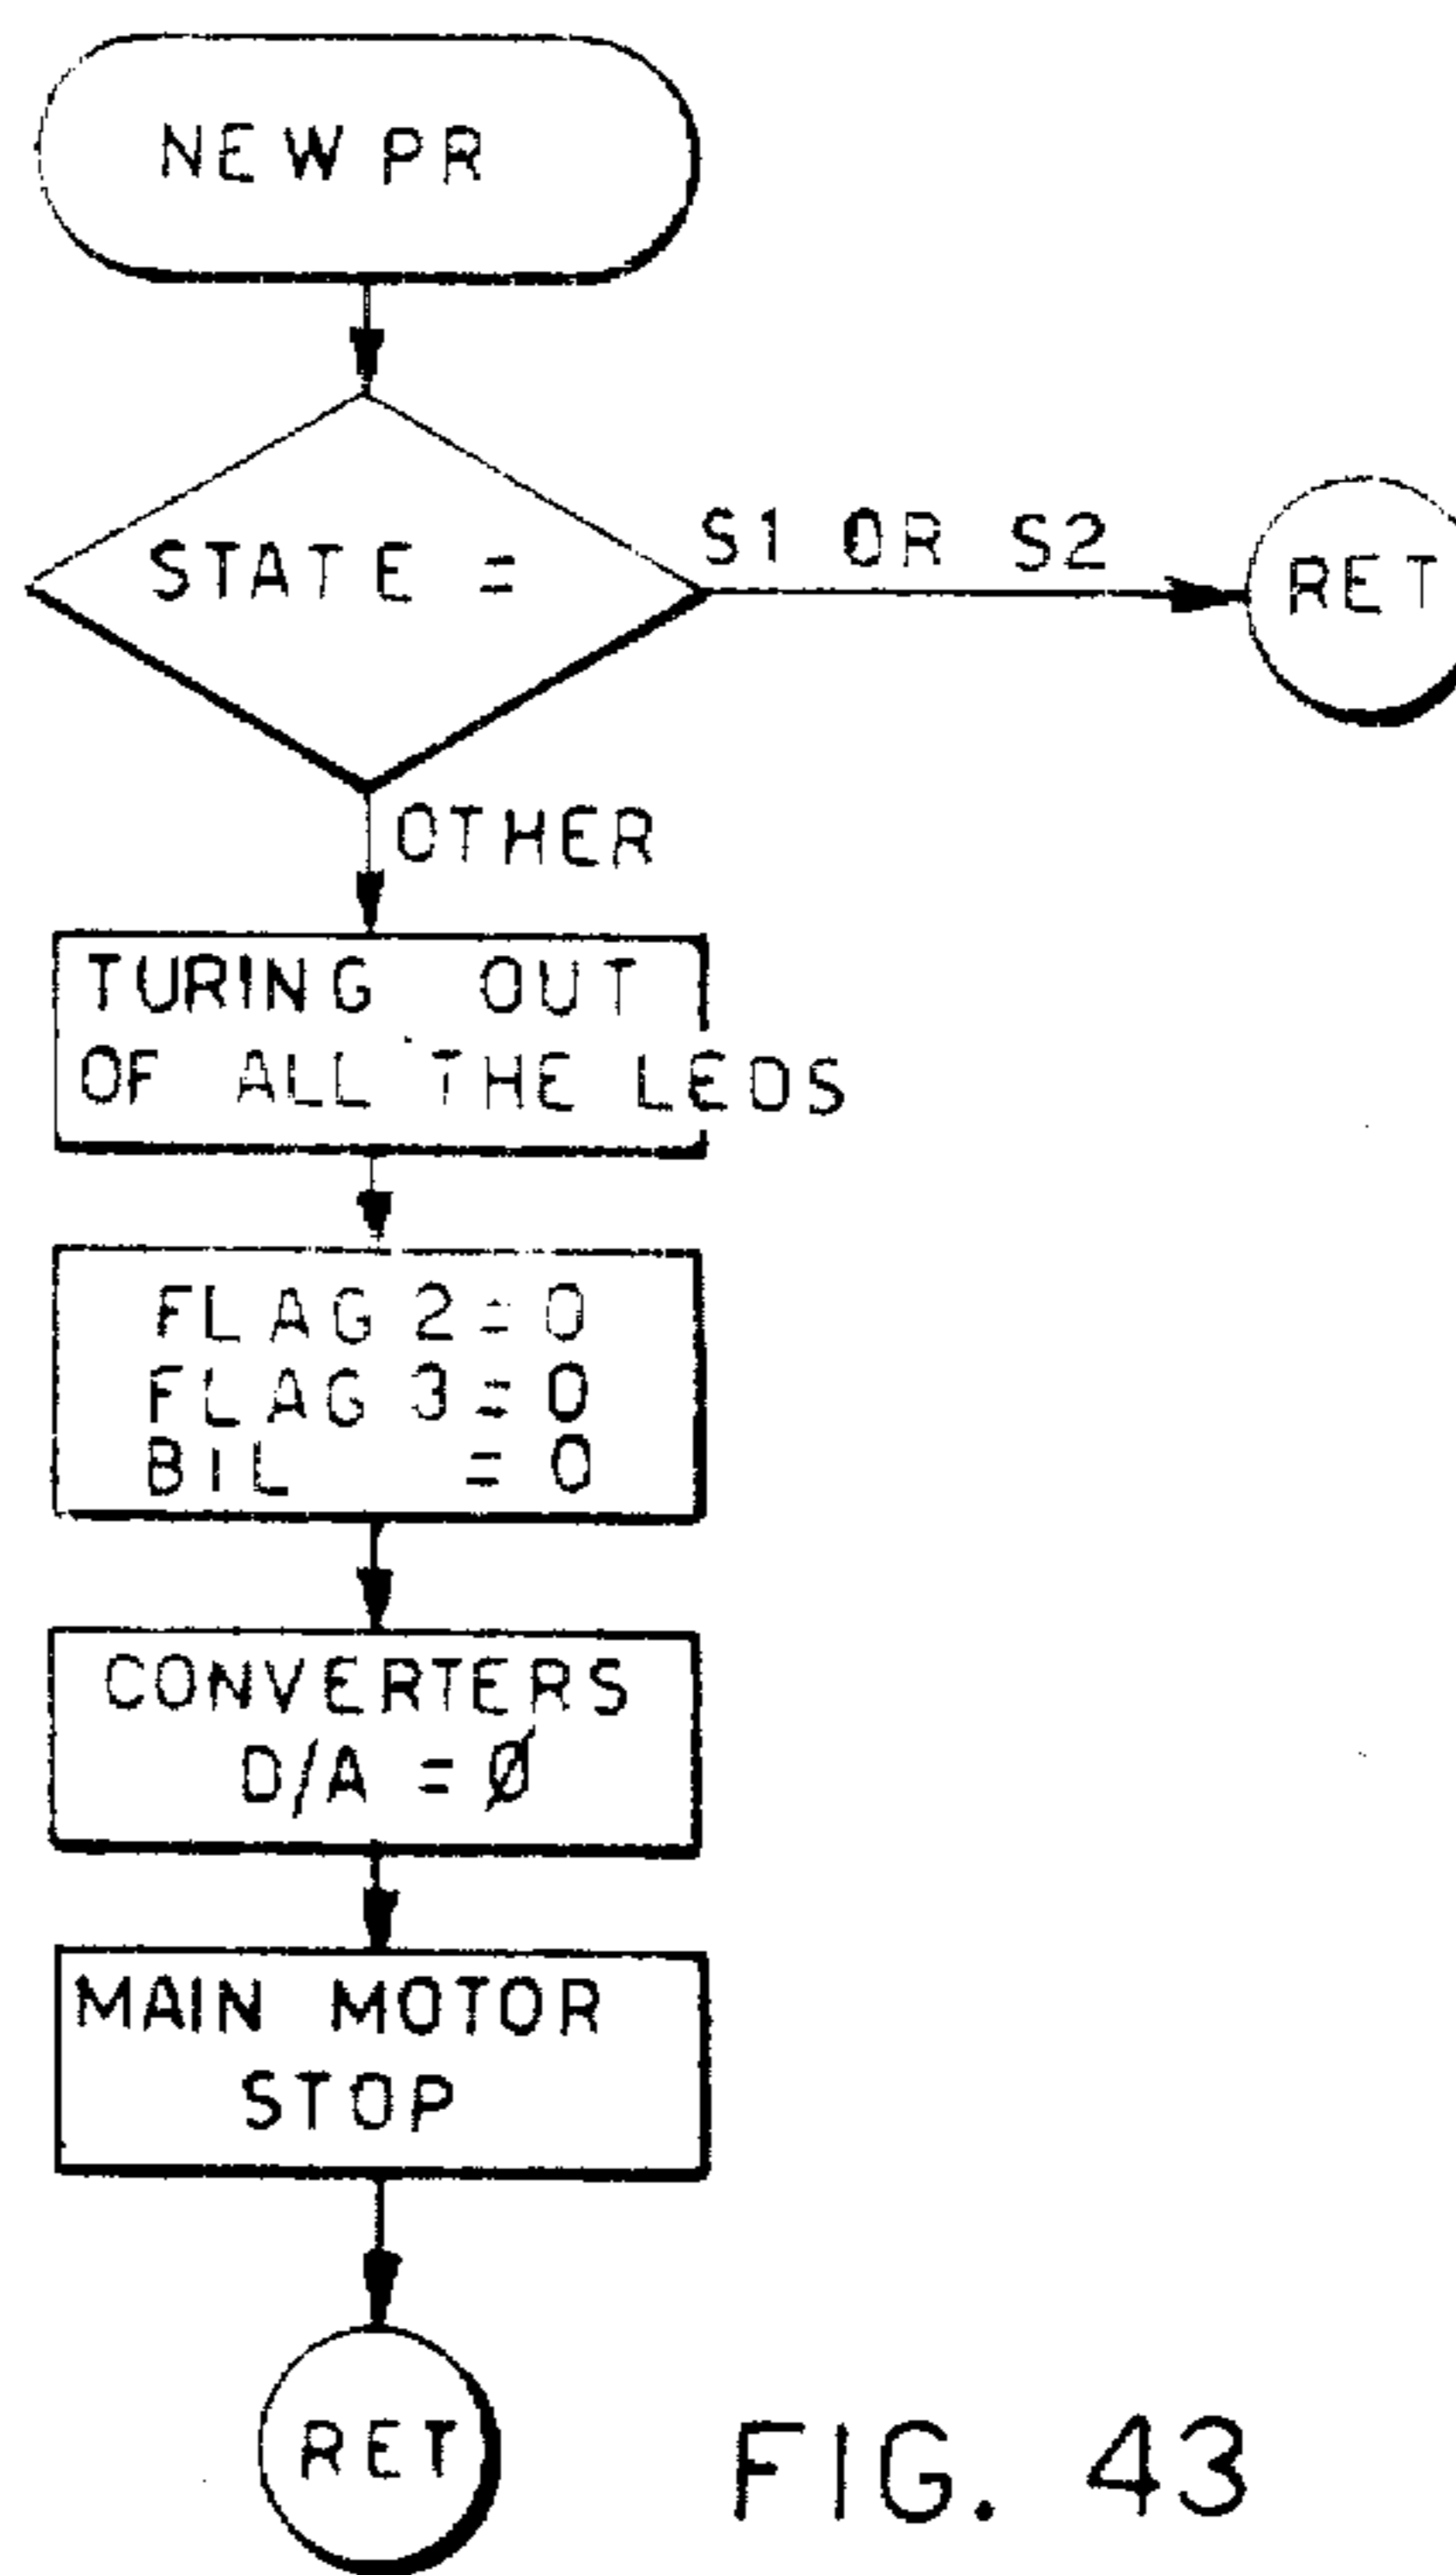 NEW PR
STATE =
S1 OR S2
RET
OTHER
TURING OUT
OF ALL THE LEDS
FLAG 2 = 0
FLAG 3 = 0
BIL = 0
CONVERTERS
D/A = Ø
MAIN MOTOR
STOP
RET
FIG. 43